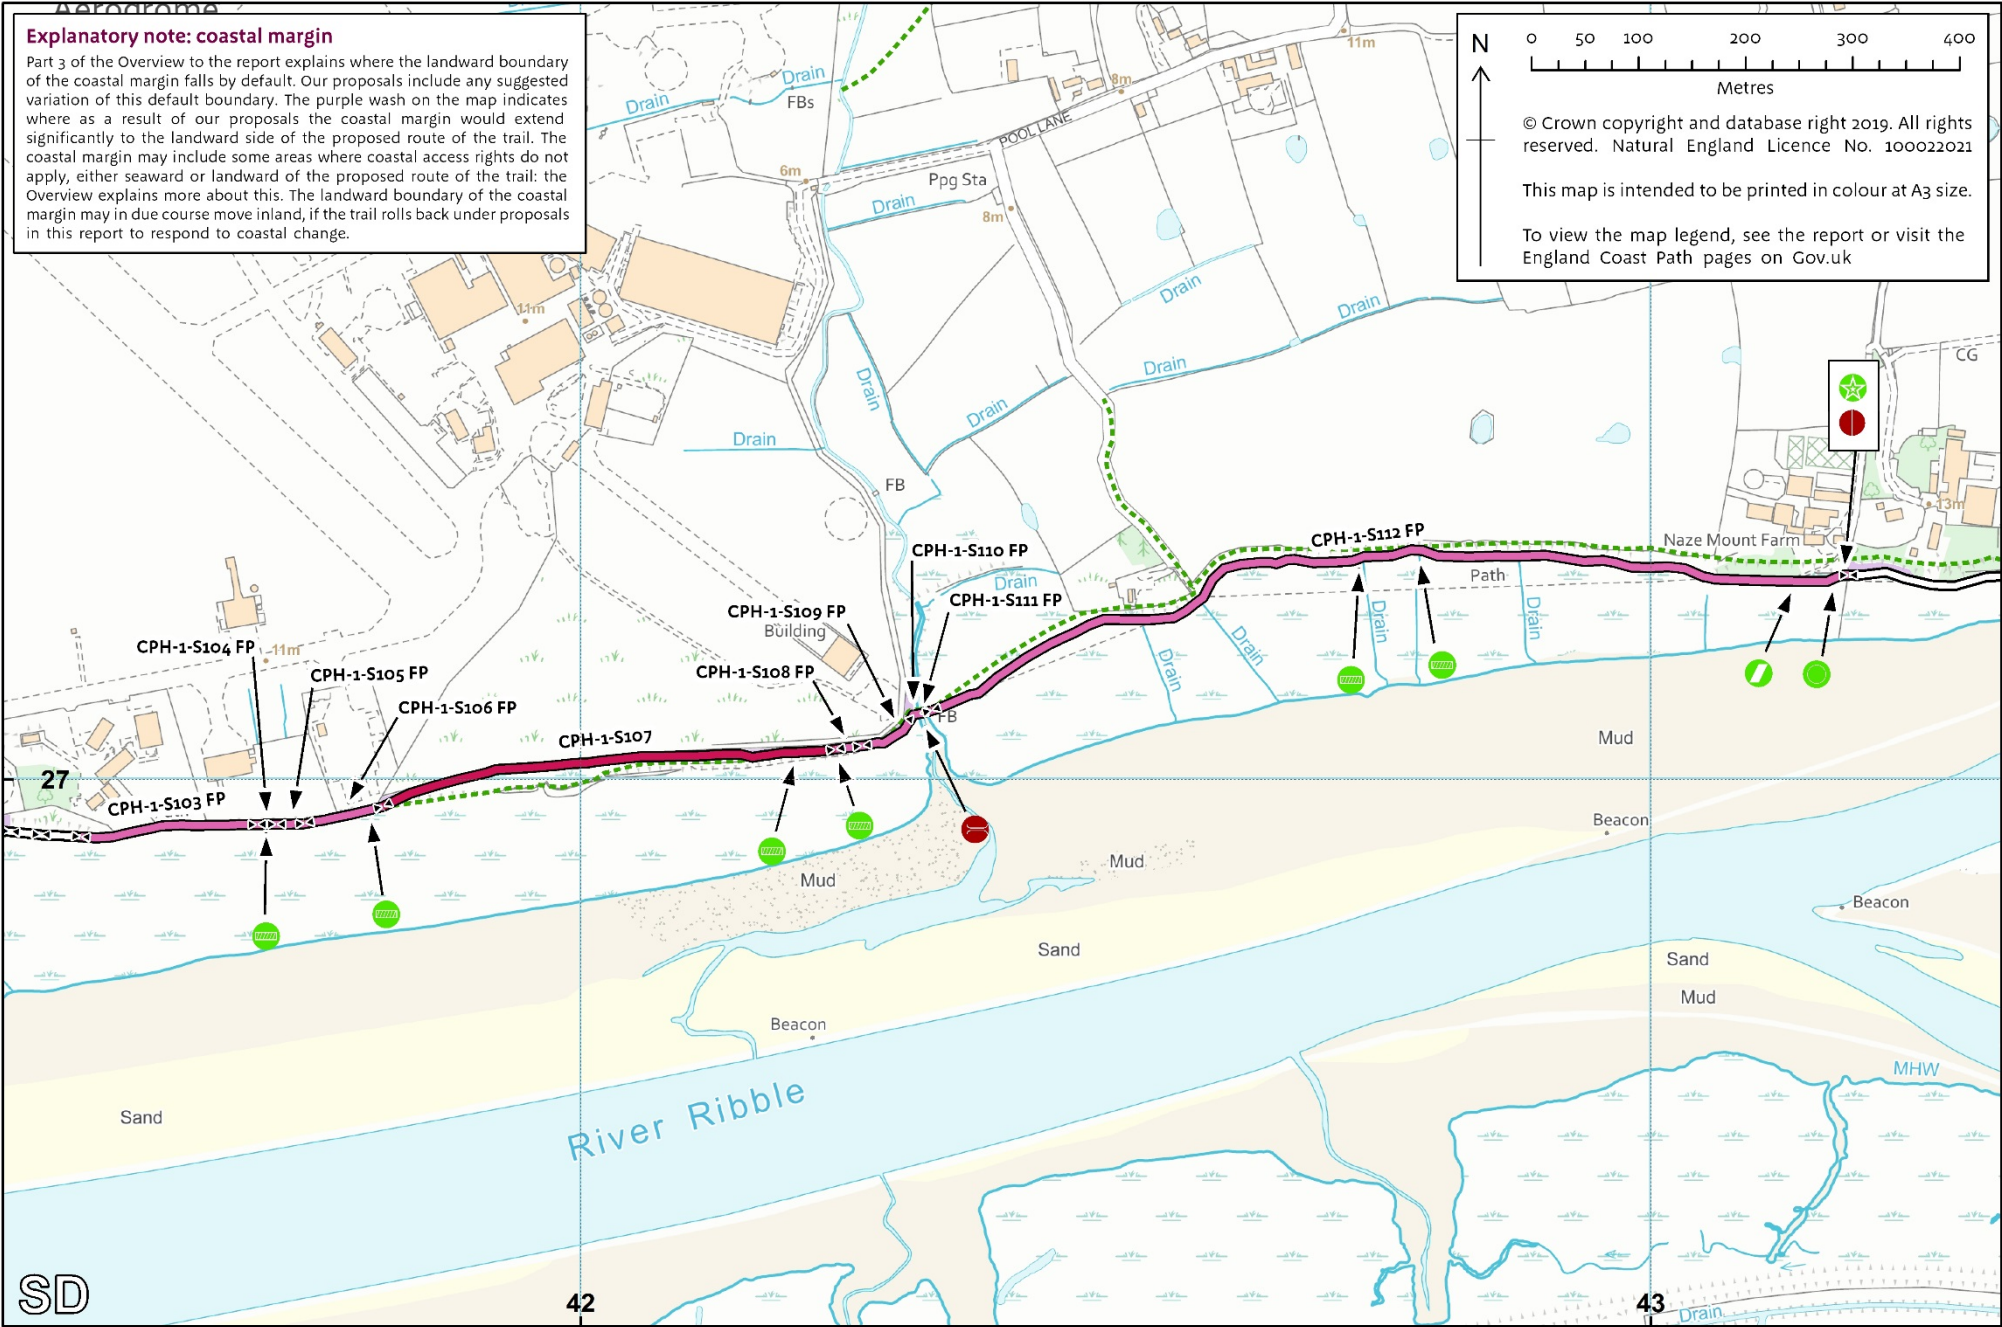 Aerodrome
Explanatory note: coastal margin
Part 3 of the Overview to the report explains where the landward boundary
of the coastal margin falls by default. Our proposals include any suggested
variation of this default boundary. The purple wash on the map indicates
where as a result of our proposals the coastal margin would extend
significantly to the landward side of the proposed route of the trail. The
coastal margin may include some areas where coastal access rights do not
apply, either seaward or landward of the proposed route of the trail: the
Overview explains more about this. The landward boundary of the coastal
margin may in due course move inland, if the trail rolls back under proposals
in this report to respond to coastal change.
N
0 50 100 200 300 400
Metres
© Crown copyright and database right 2019. All rights
reserved. Natural England Licence No. 100022021
This map is intended to be printed in colour at A3 size.
To view the map legend, see the report or visit the
England Coast Path pages on Gov.uk
11m
Drain
Drain
FBs
8m
POOL LANE
6m
Ppg Sta
Drain
8m
Drain
Drain
11m
Drain
CG
Drain
Drain
Drain
FB
13m
CPH-1-S112 FP
Naze Mount Farm
CPH-1-S110 FP
Path
Drain
CPH-1-S111 FP
CPH-1-S109 FP
Building
Drain
Drain
Drain
Drain
CPH-1-S104 FP
11m
CPH-1-S105 FP
CPH-1-S108 FP
CPH-1-S106 FP
FB
CPH-1-S107
Mud
27
CPH-1-S103 FP
Beacon
Mud
Mud
Beacon
Sand
Sand
Mud
Beacon
MHW
River Ribble
Sand
SD
42
43
Drain